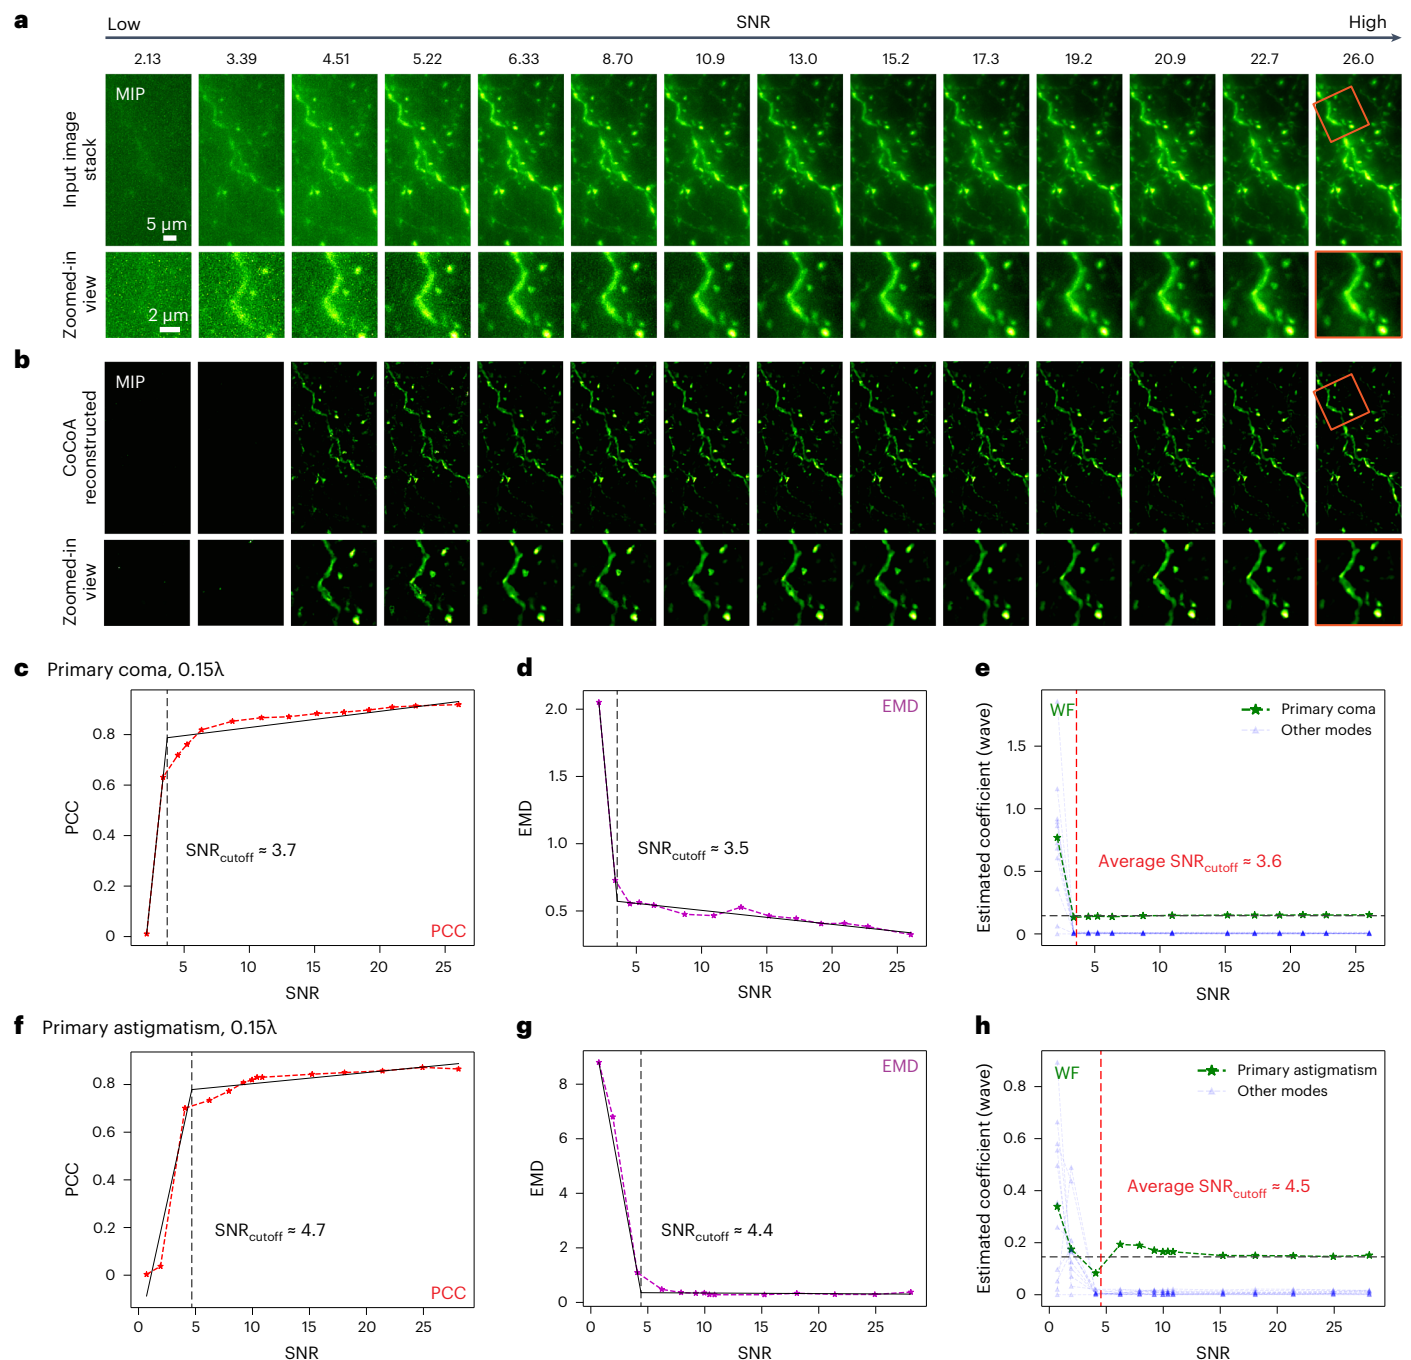 a
Low SNR High
2.13 3.39 4.51 5.22 6.33 8.70 10.9 13.0 15.2 17.3 19.2 20.9 22.7 26.0
MIP
Input image
stack
5 µm
Zoomed-in
view
2 µm
b
MIP
CoCoA
reconstructed
Zoomed-in
view
c Primary coma, 0.15λ
PCC
0.8
0.6
0.4
0.2
0
SNRcutoff ≈ 3.7
PCC
5 10 15 20 25
SNR
d
EMD
EMD
2.0
1.5
1.0
0.5
SNRcutoff ≈ 3.5
5 10 15 20 25
SNR
e
WF
Primary coma
Other modes
Estimated coefficient (wave)
1.5
1.0
0.5
0
Average SNRcutoff ≈ 3.6
5 10 15 20 25
SNR
f Primary astigmatism, 0.15λ
PCC
0.8
0.6
0.4
0.2
0
SNRcutoff ≈ 4.7
PCC
0 5 10 15 20 25
SNR
g
EMD
EMD
8
6
4
2
0
SNRcutoff ≈ 4.4
0 5 10 15 20 25
SNR
h
WF
Primary astigmatism
Other modes
Estimated coefficient (wave)
0.8
0.6
0.4
0.2
0
Average SNRcutoff ≈ 4.5
0 5 10 15 20 25
SNR